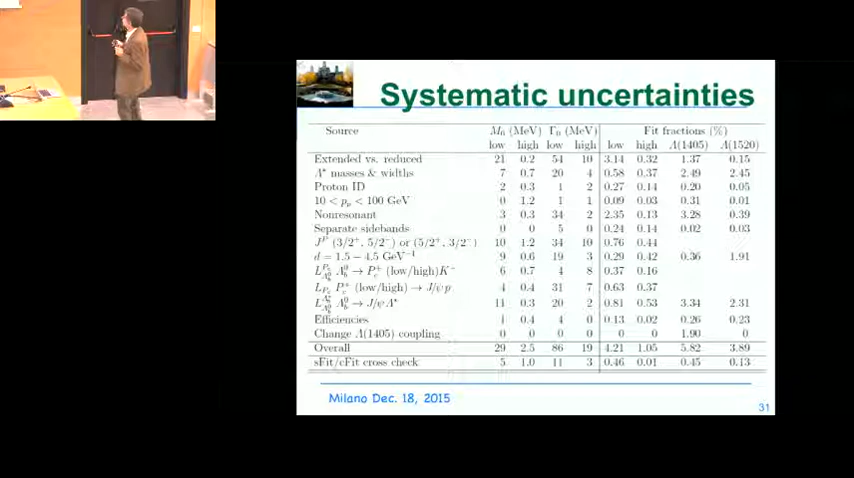 Systematic uncertainties
Source M₀ (MeV) Γ₀ (MeV) Fit fractions (%)
low high low high low high Λ(1405) Λ(1520)
Extended vs. reduced 21 0.2 54 10 3.14 0.32 1.37 0.15
Λ* masses & widths 7 0.7 20 4 0.58 0.37 2.49 2.45
Proton ID 2 0.3 1 2 0.27 0.14 0.20 0.05
10 < pₚ < 100 GeV 0 1.2 1 1 0.09 0.03 0.31 0.01
Nonresonant 3 0.3 34 2 2.35 0.13 3.28 0.39
Separate sidebands 0 0 5 0 0.24 0.14 0.02 0.03
Jᴾ (3/2⁺, 5/2⁻) or (5/2⁺, 3/2⁻) 10 1.2 34 10 0.76 0.44
d = 1.5 − 4.5 GeV⁻¹ 9 0.6 19 3 0.29 0.42 0.36 1.91
Λb⁰ → Pc⁺ (low/high)K⁻ 6 0.7 4 8 0.37 0.16
Pc⁺ (low/high) → J/ψ p 4 0.4 31 7 0.63 0.37
Λb⁰ → J/ψ Λ* 11 0.3 20 2 0.81 0.53 3.34 2.31
Efficiencies 1 0.4 4 0 0.13 0.02 0.26 0.23
Change Λ(1405) coupling 0 0 0 0 0 0 1.90 0
Overall 29 2.5 86 19 4.21 1.05 5.82 3.89
sFit/cFit cross check 5 1.0 11 3 0.46 0.01 0.45 0.13
Milano Dec. 18, 2015
31